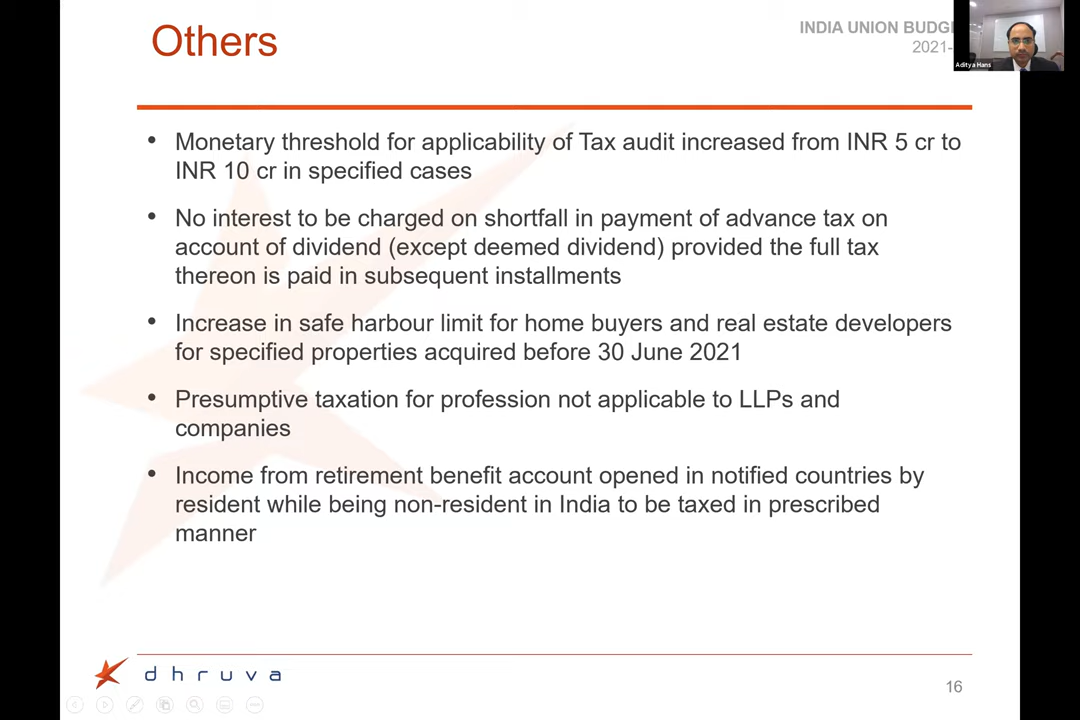 Others
INDIA UNION BUDG
2021-
Aditya Hans
• Monetary threshold for applicability of Tax audit increased from INR 5 cr to
INR 10 cr in specified cases
• No interest to be charged on shortfall in payment of advance tax on
account of dividend (except deemed dividend) provided the full tax
thereon is paid in subsequent installments
• Increase in safe harbour limit for home buyers and real estate developers
for specified properties acquired before 30 June 2021
• Presumptive taxation for profession not applicable to LLPs and
companies
• Income from retirement benefit account opened in notified countries by
resident while being non-resident in India to be taxed in prescribed
manner
dhruva
16